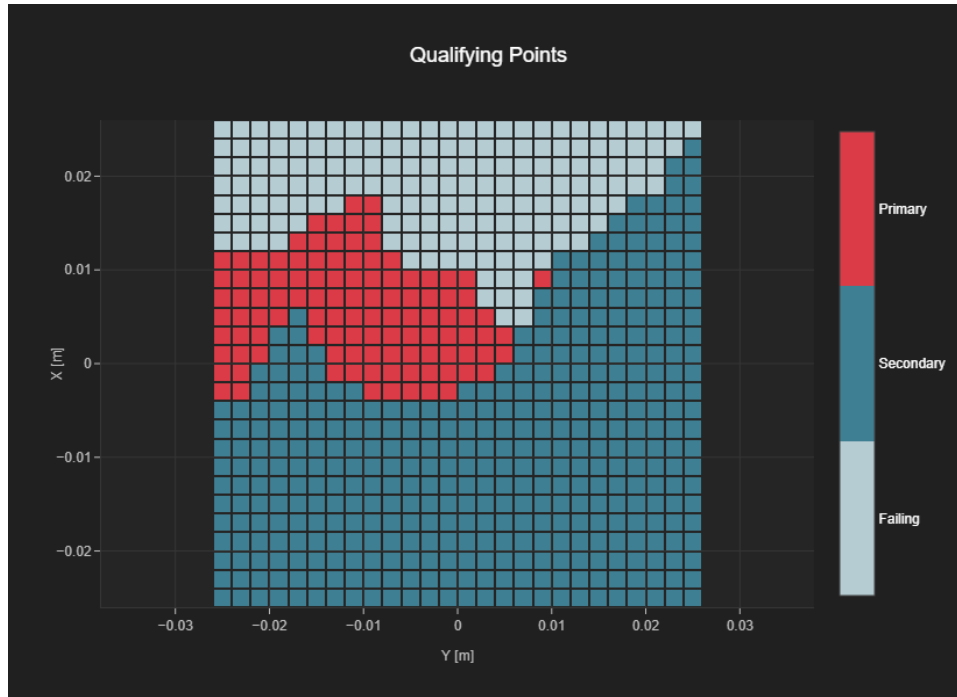 Qualifying Points
0.02
0.01
0
−0.01
−0.02
X [m]
−0.03
−0.02
−0.01
0
0.01
0.02
0.03
Y [m]
Primary
Secondary
Failing